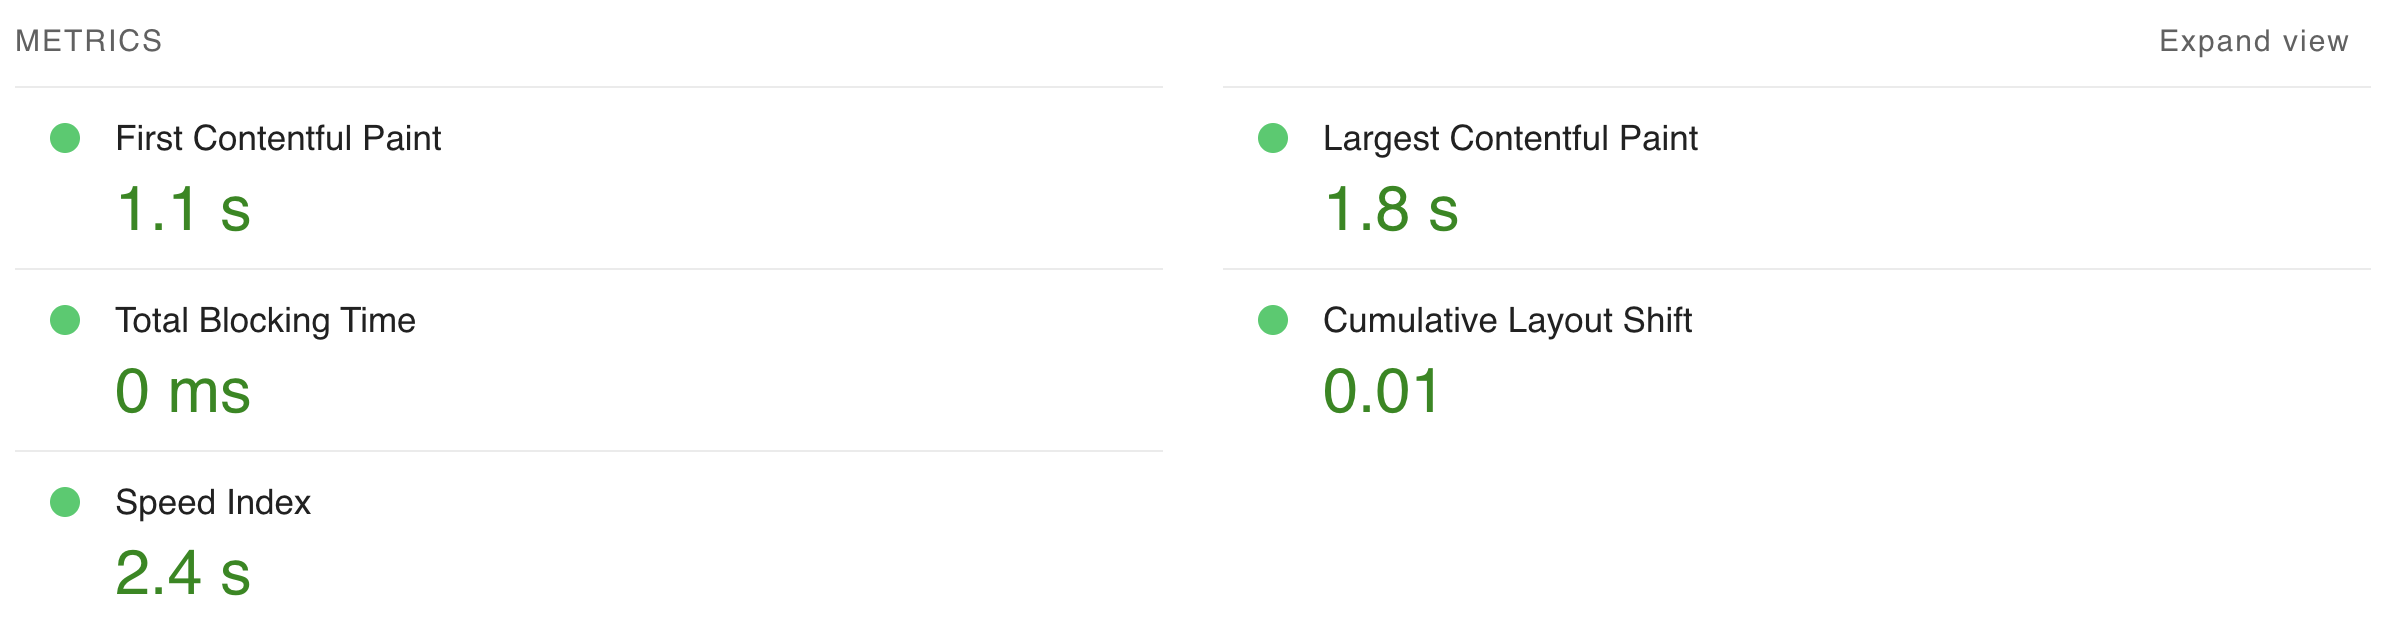 METRICS
Expand view
First Contentful Paint
1.1 s
Largest Contentful Paint
1.8 s
Total Blocking Time
0 ms
Cumulative Layout Shift
0.01
Speed Index
2.4 s